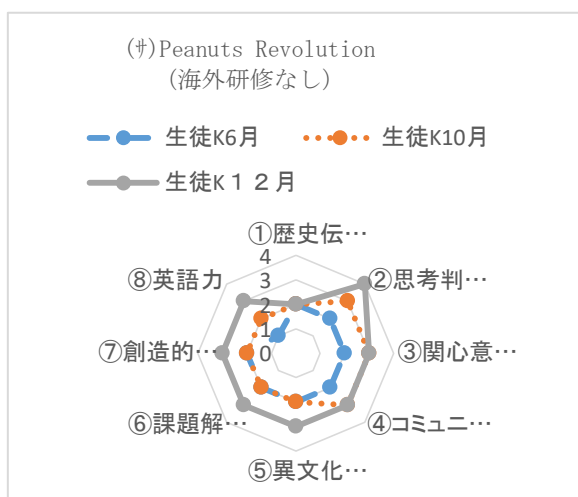 (ｻ)Peanuts Revolution
(海外研修なし)
生徒K6月
生徒K10月
生徒K１２月
①歴史伝…
②思考判…
③関心意…
④コミュニ…
⑤異文化…
⑥課題解…
⑦創造的…
⑧英語力
4
3
2
1
0